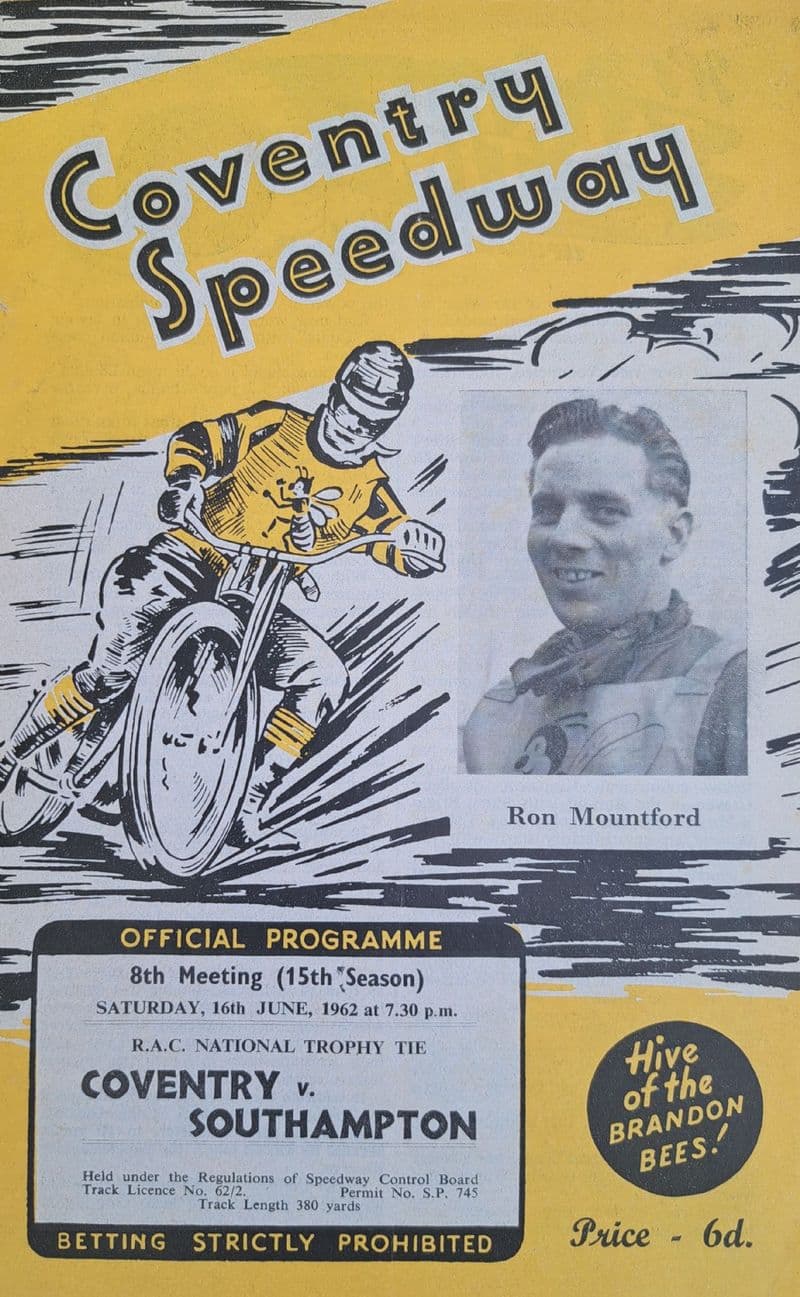 Coventry
Speedway
Ron Mountford
OFFICIAL PROGRAMME
8th Meeting (15th Season)
SATURDAY, 16th JUNE, 1962 at 7.30 p.m.
R.A.C. NATIONAL TROPHY TIE
COVENTRY v.
SOUTHAMPTON
Held under the Regulations of Speedway Control Board
Track Licence No. 62/2. Permit No. S.P. 745
Track Length 380 yards
BETTING STRICTLY PROHIBITED
Hive
of the
BRANDON
BEES!
Price - 6d.